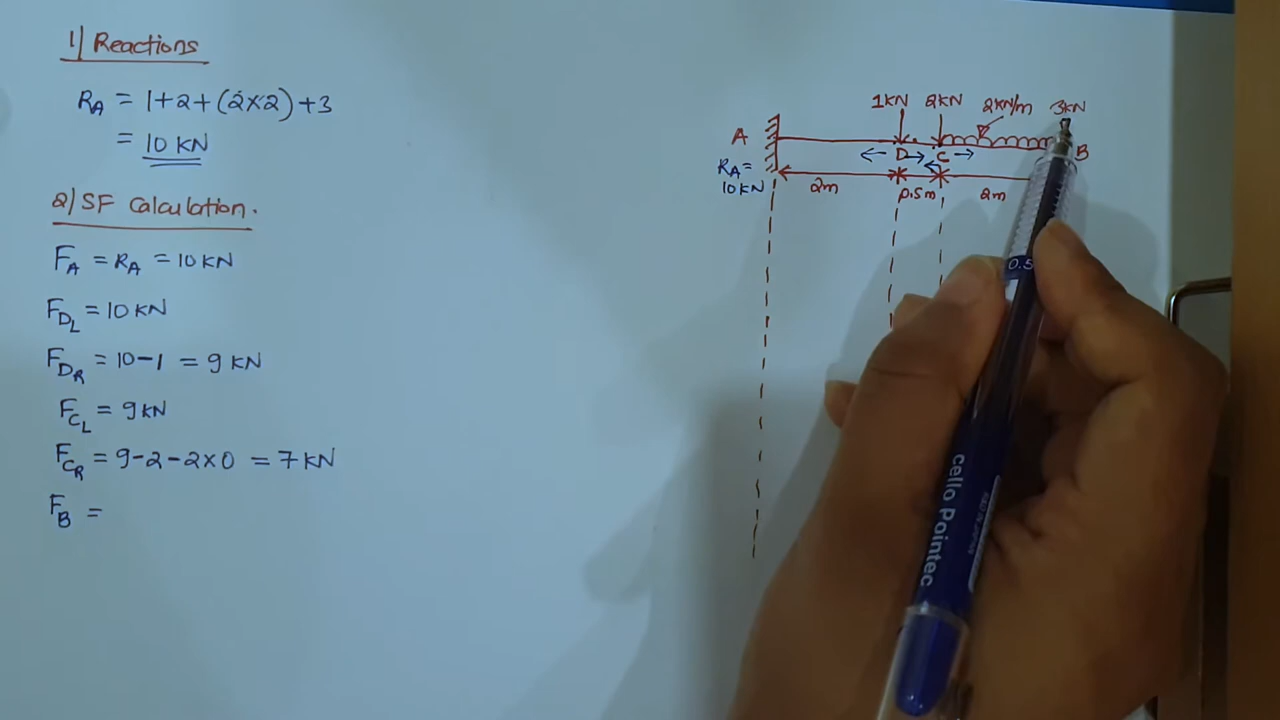 1) Reactions
RA = 1+2+(2×2)+3
= 10 KN
2) SF Calculation.
FA = RA = 10 KN
FDL = 10 KN
FDR = 10-1 = 9 KN
FCL = 9 KN
FCR = 9-2-2×0 = 7 KN
FB =
1KN 2KN 2KN/m 3KN
A D C B
RA = 10KN
2m 0.5m 2m
0.5
cello Pointec